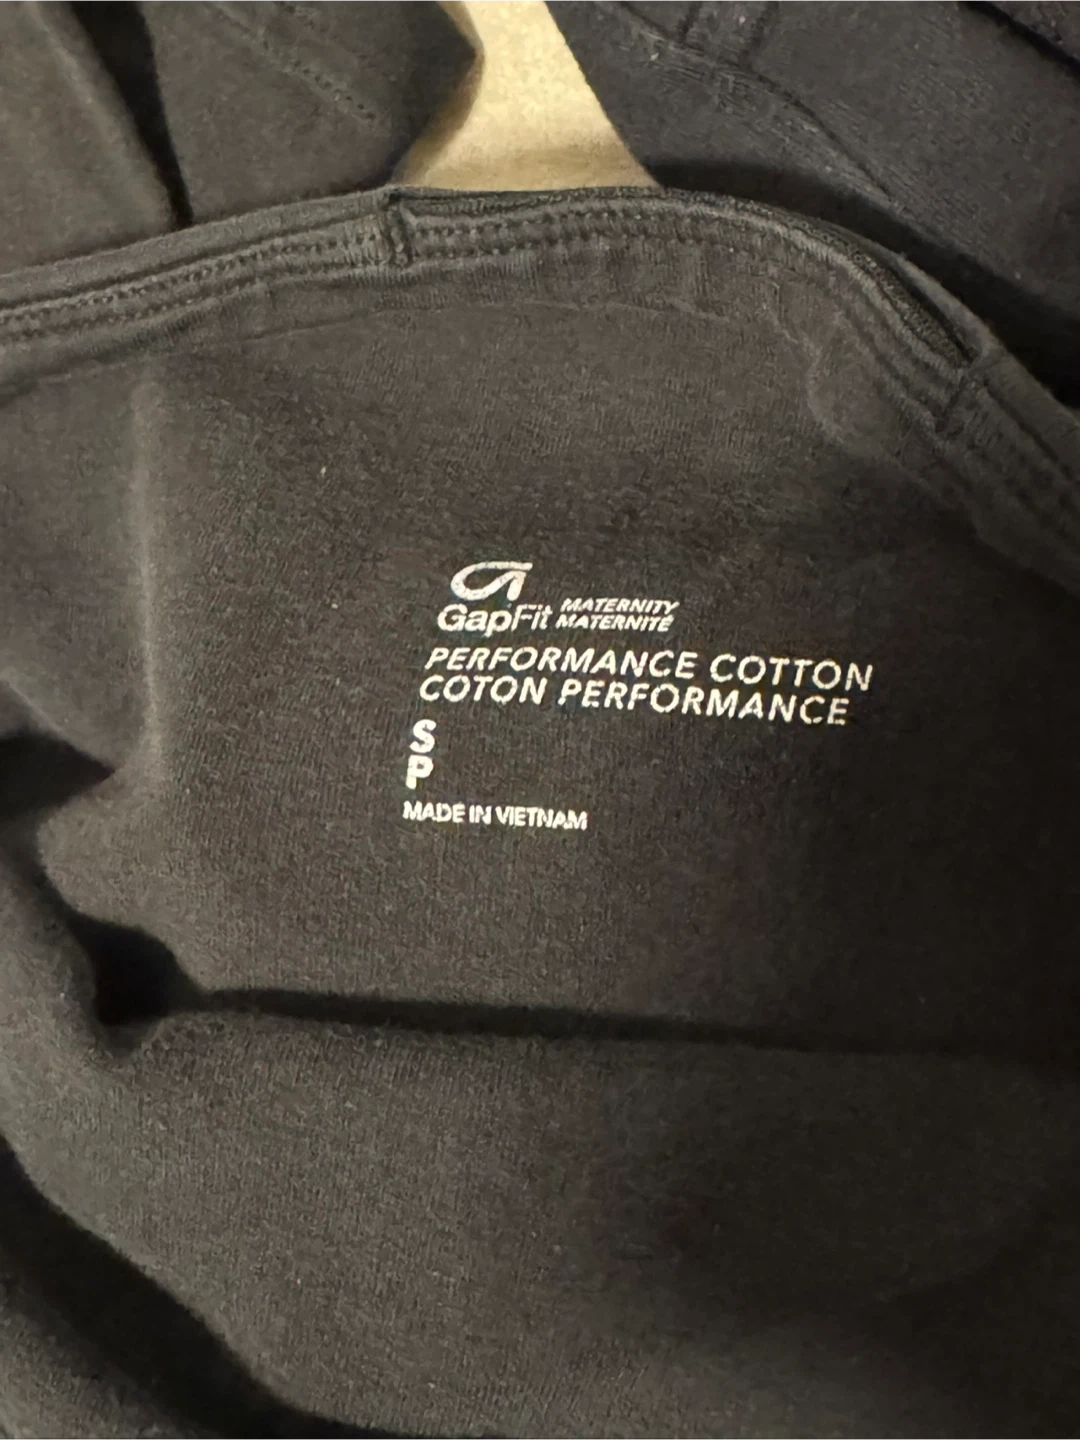 GapFit MATERNITY
MATERNITÉ
PERFORMANCE COTTON
COTON PERFORMANCE
S
P
MADE IN VIETNAM